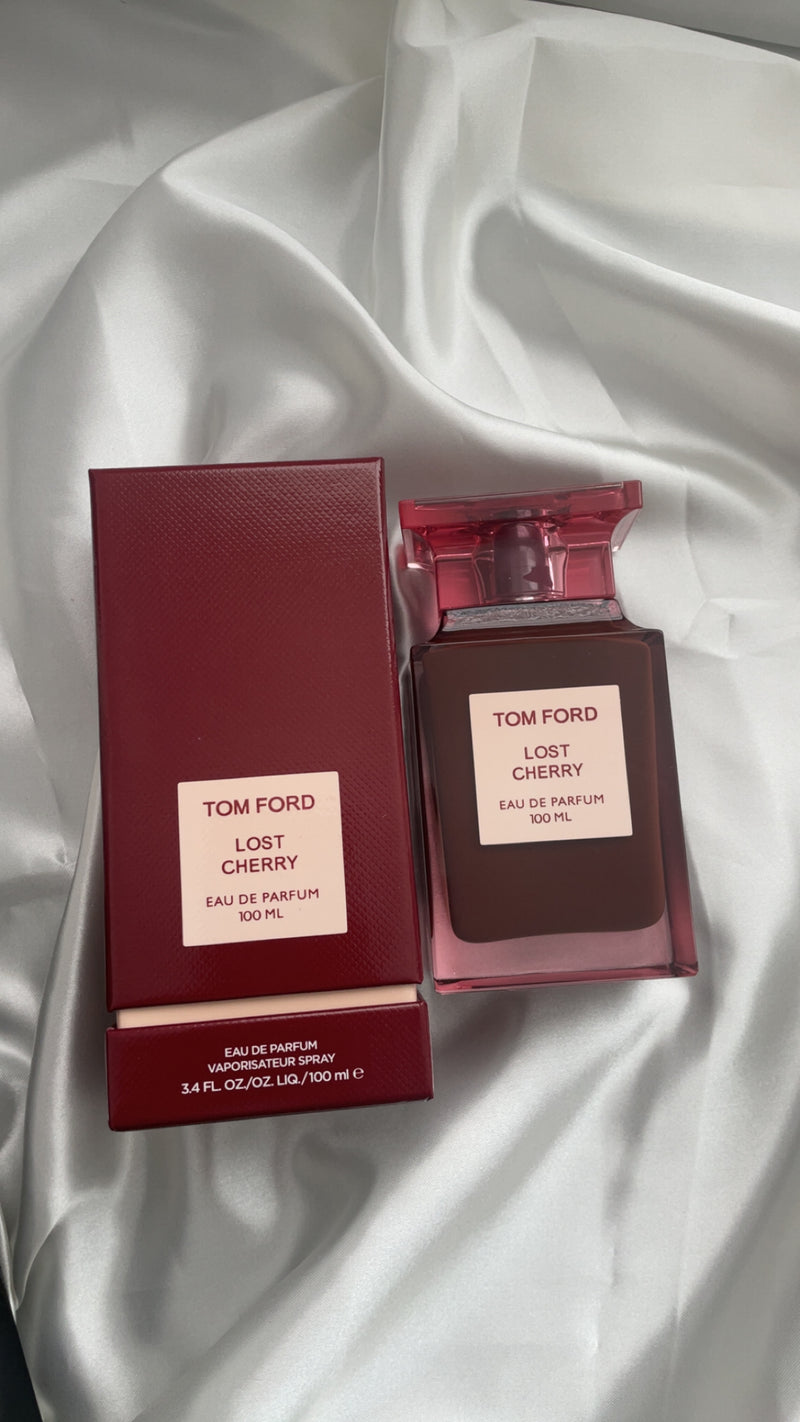 TOM FORD
LOST
CHERRY
EAU DE PARFUM
100 ML
EAU DE PARFUM
VAPORISATEUR SPRAY
3.4 FL. OZ./OZ. LIQ./100 ml ℮
TOM FORD
LOST
CHERRY
EAU DE PARFUM
100 ML